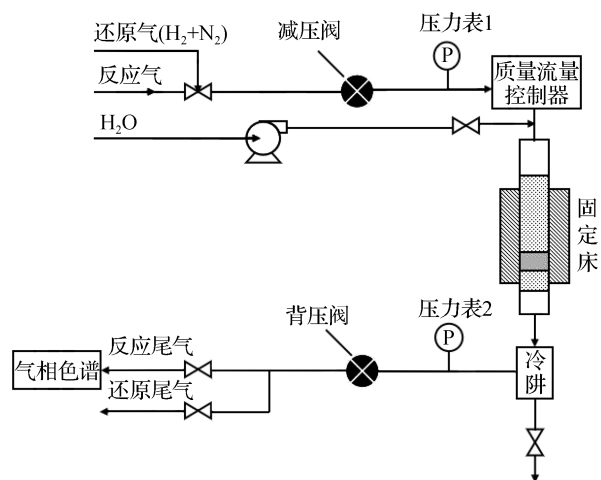 还原气(H₂+N₂)
减压阀
压力表1
P
反应气
质量流量
控制器
H₂O
固
定
床
背压阀
压力表2
P
反应尾气
气相色谱
还原尾气
冷
阱